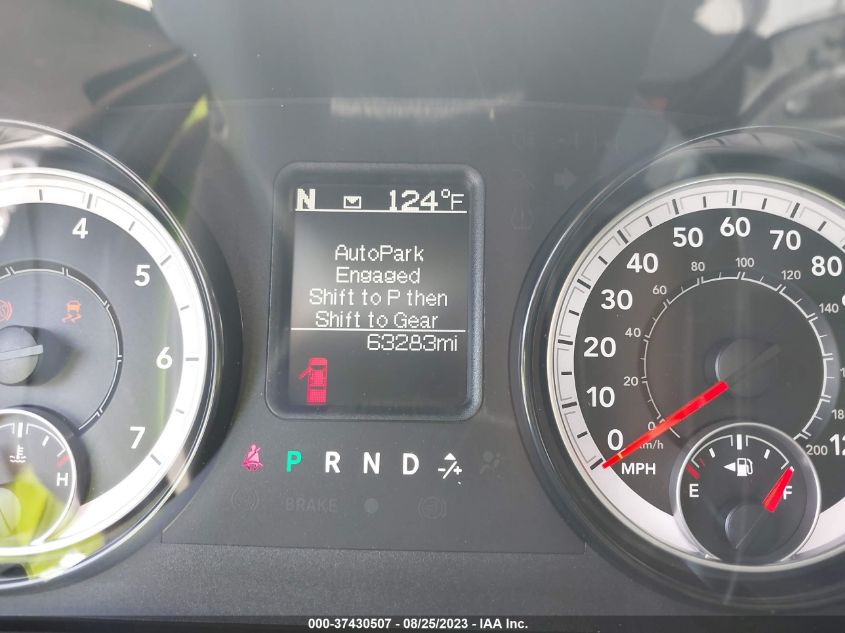 N 124°F
AutoPark
Engaged
Shift to P then
Shift to Gear
63283mi
4
5
6
7
H
P R N D -/+
BRAKE
0
10
20
30
40
50
60
70
80
MPH
0
20
40
60
80
100
120
140
200
km/h
E F
000-37430507 - 08/25/2023 - IAA Inc.